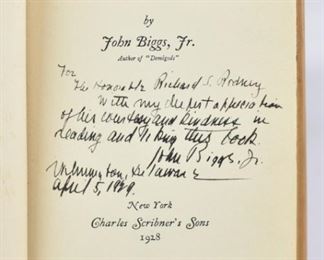 by
John Biggs, Jr.
Author of "Demigods"
For
The Honorable Richard S. Rodney
With my deepest appreciation
of his courtesy and kindness in
reading and liking this book.
John Biggs, Jr.
Wilmington, Delaware
April 5, 1929.
New York
Charles Scribner's Sons
1928